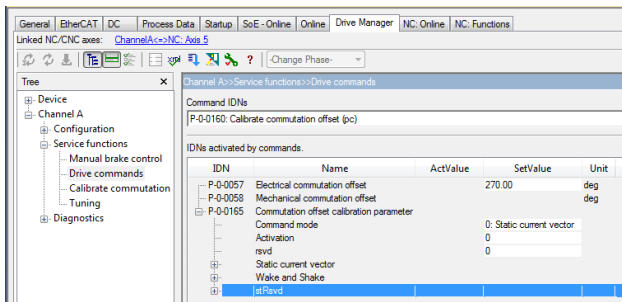 General EtherCAT DC Process Data Startup SoE - Online Online Drive Manager NC: Online NC: Functions
Linked NC/CNC axes: ChannelA<=>NC: Axis 5
TE xml ? -Change Phase-
Tree x Channel A>>Service functions>>Drive commands
Device
Channel A
Configuration
Service functions
Manual brake control
Drive commands
Calibrate commutation
Tuning
Diagnostics
Command IDNs
P-0-0160: Calibrate commutation offset (pc)
IDNs activated by commands.
IDN Name ActValue SetValue Unit
P-0-0057 Electrical commutation offset 270.00 deg
P-0-0058 Mechanical commutation offset deg
P-0-0165 Commutation offset calibration parameter
Command mode 0: Static current vector
Activation 0
rsvd 0
Static current vector
Wake and Shake
stRsvd